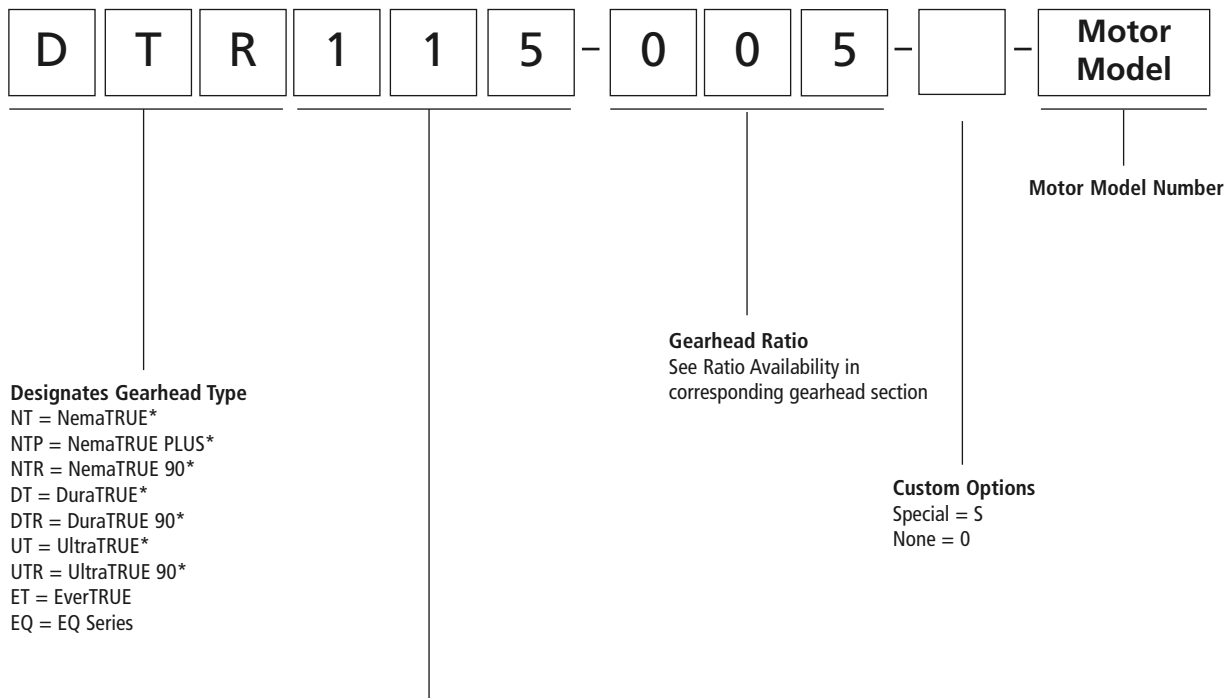 D T R 1 1 5 – 0 0 5 – – Motor Model
Motor Model Number
Gearhead Ratio
See Ratio Availability in
corresponding gearhead section
Designates Gearhead Type
NT = NemaTRUE*
NTP = NemaTRUE PLUS*
NTR = NemaTRUE 90*
DT = DuraTRUE*
DTR = DuraTRUE 90*
UT = UltraTRUE*
UTR = UltraTRUE 90*
ET = EverTRUE
EQ = EQ Series
Custom Options
Special = S
None = 0